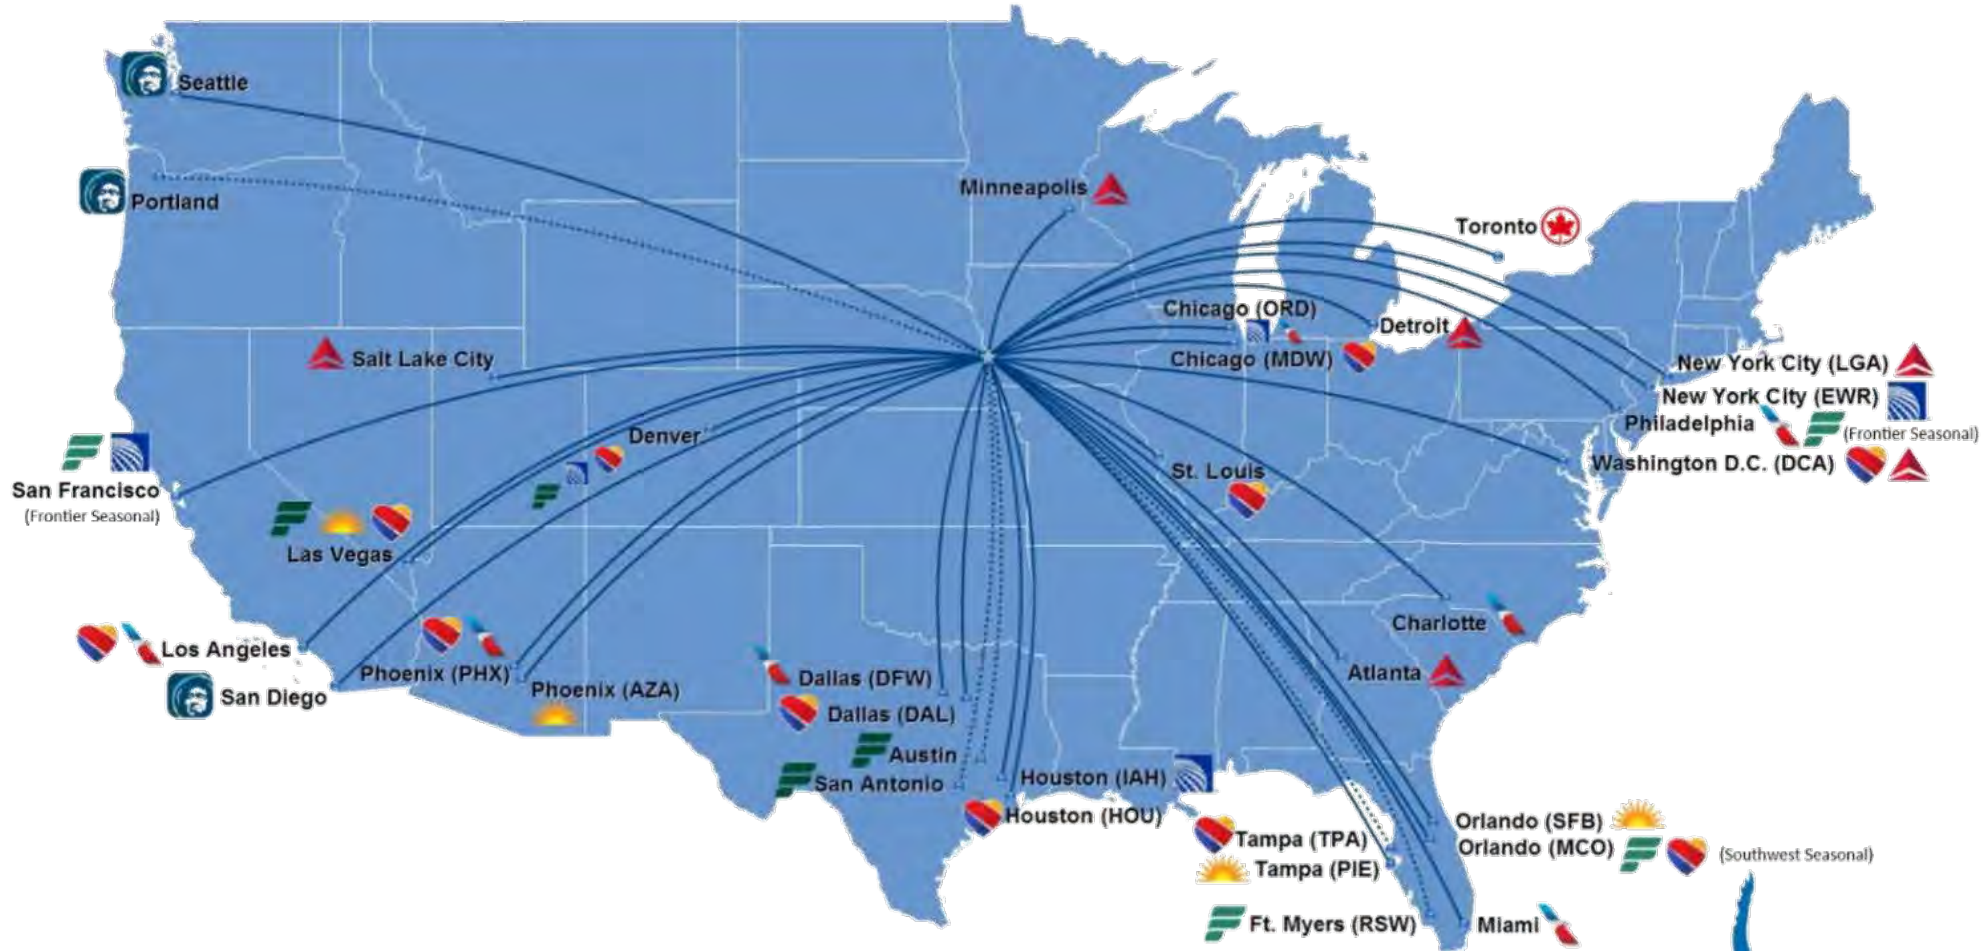 Seattle
Portland
Minneapolis
Toronto
Chicago (ORD)
Detroit
Chicago (MDW)
Salt Lake City
New York City (LGA)
New York City (EWR)
Philadelphia
(Frontier Seasonal)
Denver
Washington D.C. (DCA)
St. Louis
San Francisco
(Frontier Seasonal)
Las Vegas
Charlotte
Los Angeles
Phoenix (PHX)
Phoenix (AZA)
San Diego
Atlanta
Dallas (DFW)
Dallas (DAL)
Austin
San Antonio
Houston (IAH)
Houston (HOU)
Tampa (TPA)
Tampa (PIE)
Orlando (SFB)
Orlando (MCO)
(Southwest Seasonal)
Ft. Myers (RSW)
Miami